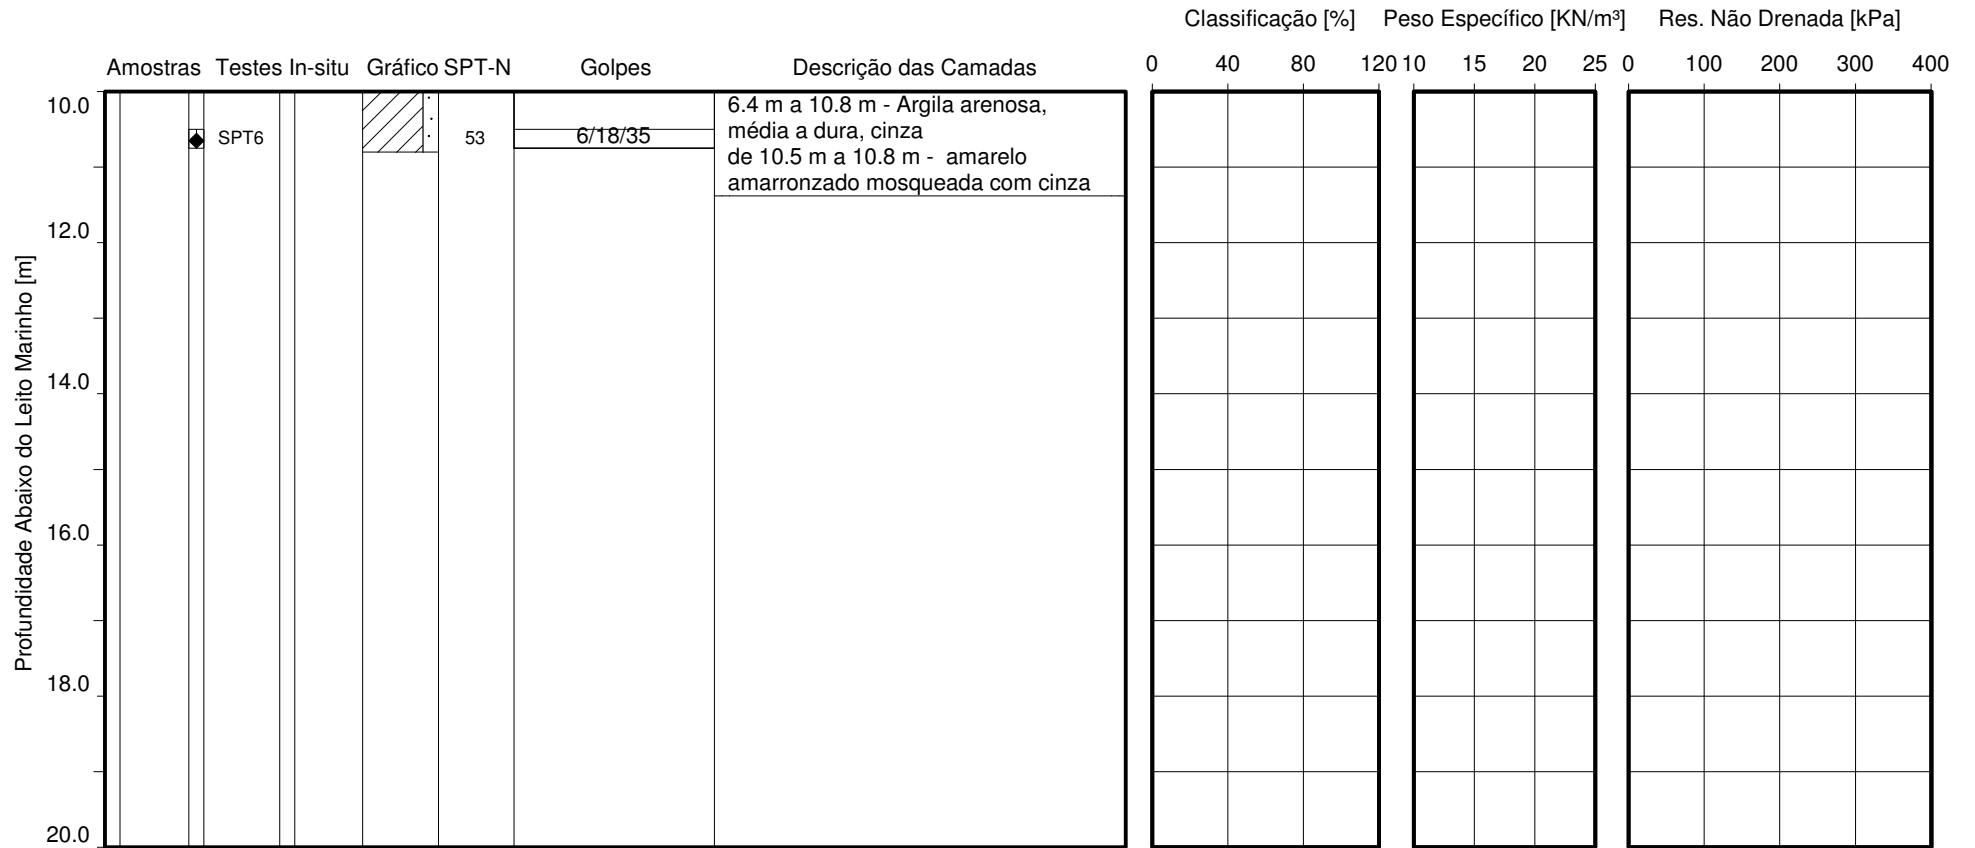 Classificação [%] Peso Específico [KN/m³] Res. Não Drenada [kPa]
Amostras Testes In-situ Gráfico SPT-N Golpes Descrição das Camadas 0 40 80 120 10 15 20 25 0 100 200 300 400
10.0 6.4 m a 10.8 m - Argila arenosa,
SPT6 53 6/18/35 média a dura, cinza
de 10.5 m a 10.8 m - amarelo
amarronzado mosqueada com cinza
12.0
14.0
16.0
18.0
20.0
Profundidade Abaixo do Leito Marinho [m]